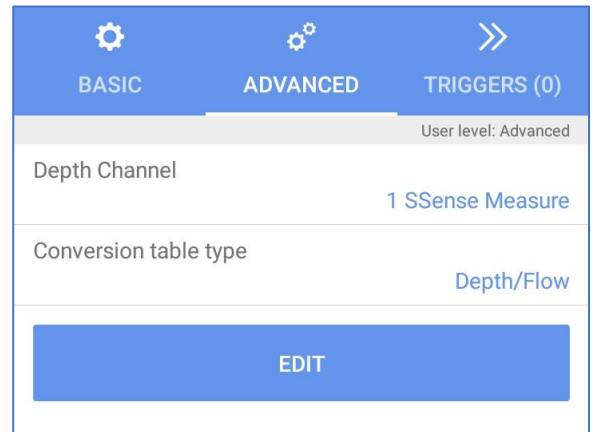 BASIC ADVANCED TRIGGERS (0)
User level: Advanced
Depth Channel
1 SSense Measure
Conversion table type
Depth/Flow
EDIT